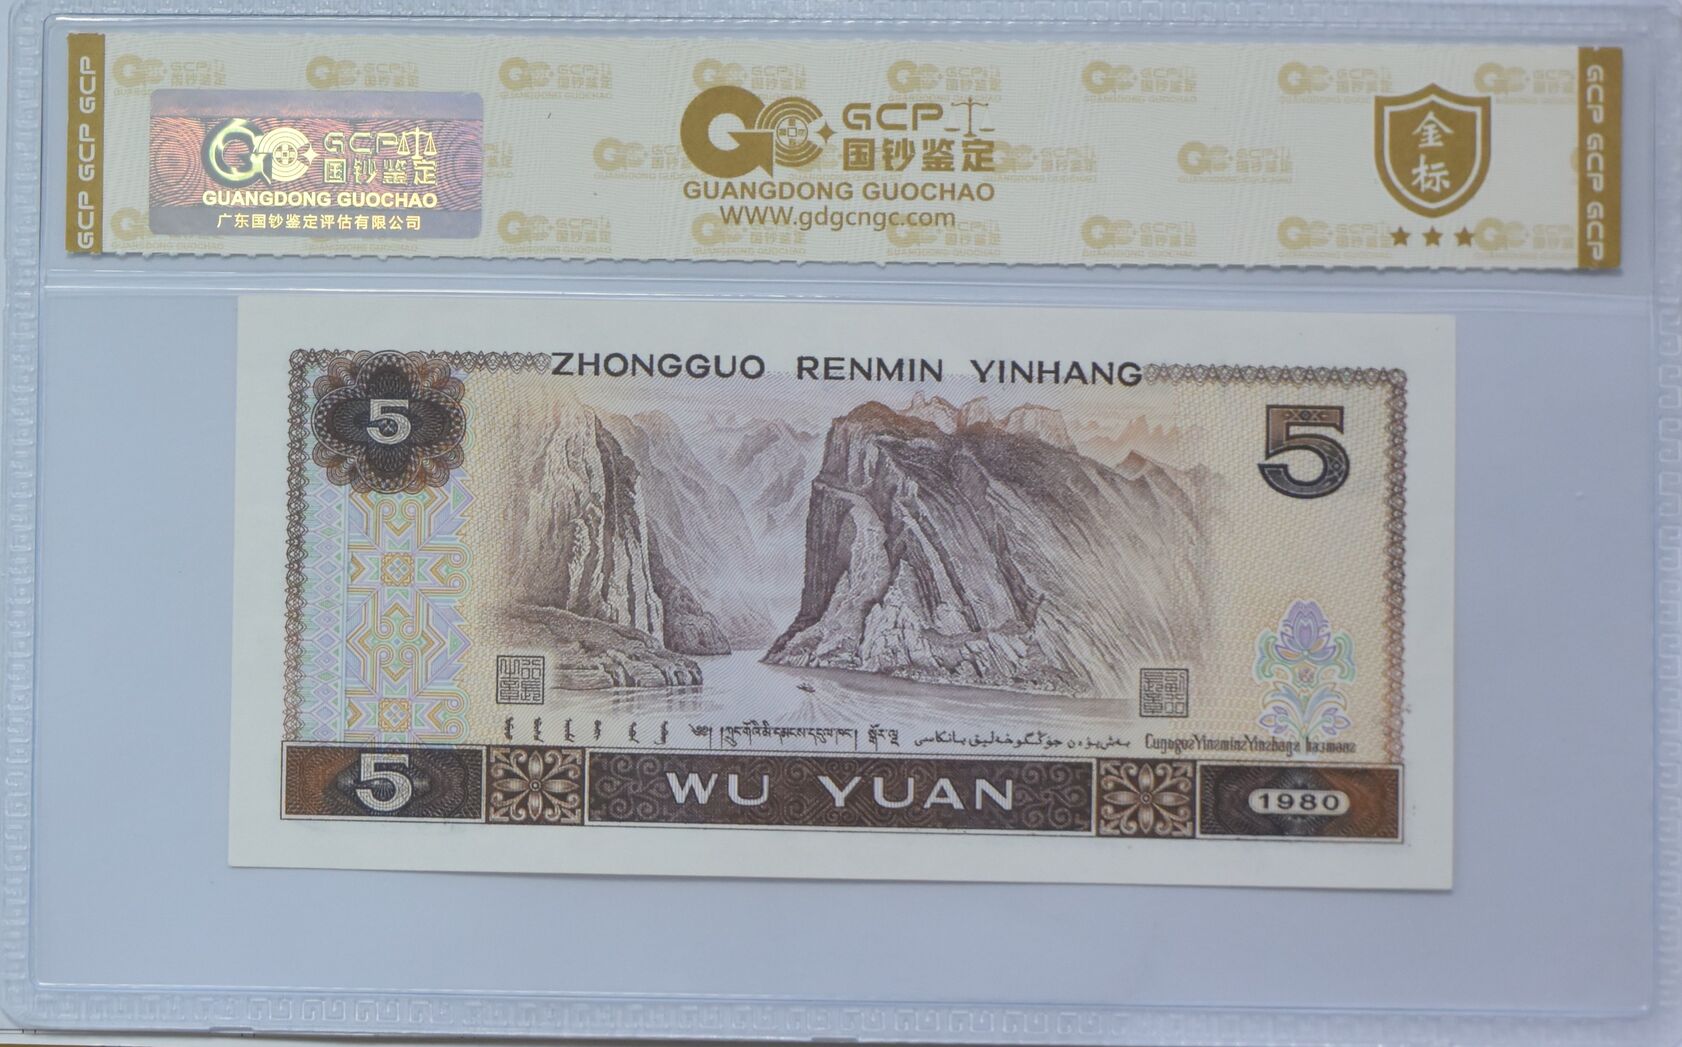 GCP GCP GCP
GCP
国钞鉴定
GUANGDONG GUOCHAO
广东国钞鉴定评估有限公司
GCP
国钞鉴定
GUANGDONG GUOCHAO
WWW.gdgcngc.com
金标
GCP GCP GCP GCP
ZHONGGUO RENMIN YINHANG
5
5
5
WU YUAN
1980